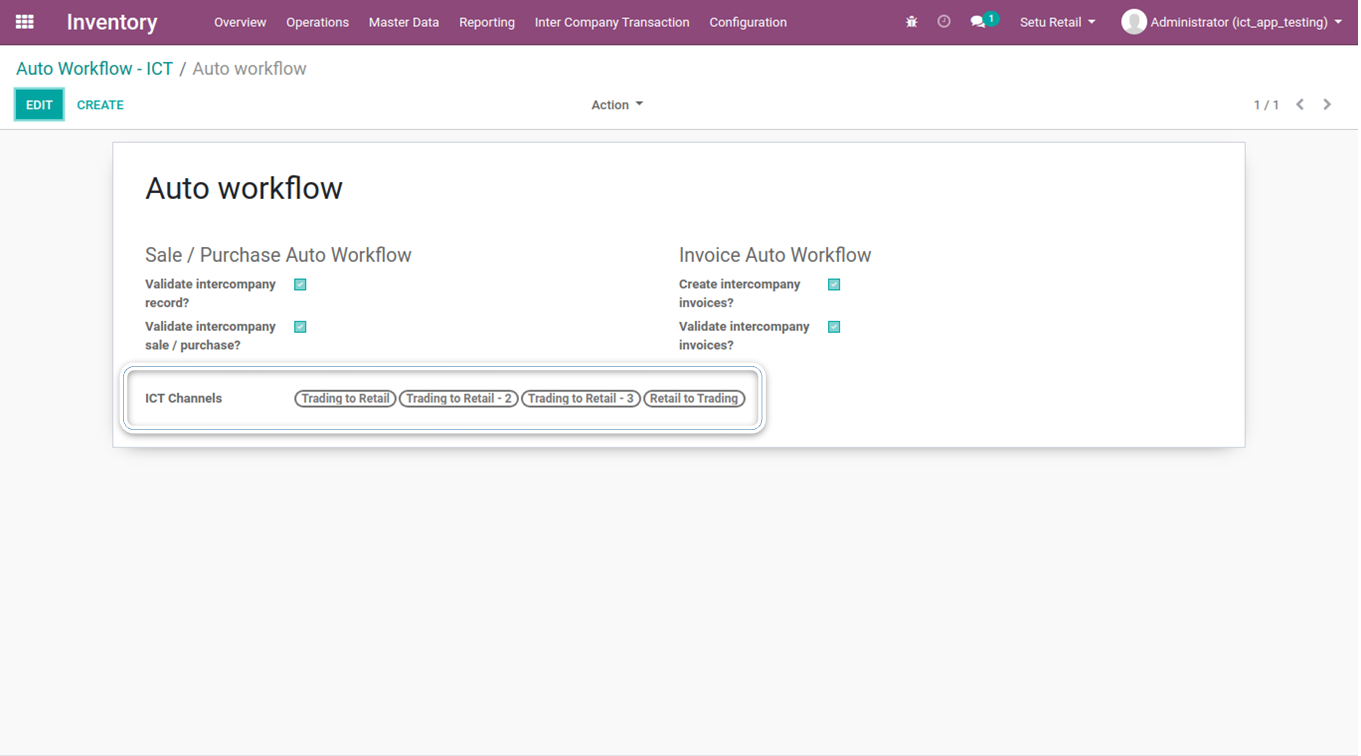 Inventory Overview Operations Master Data Reporting Inter Company Transaction Configuration 1 Setu Retail Administrator (ict_app_testing)
Auto Workflow - ICT / Auto workflow
EDIT CREATE Action 1 / 1
Auto workflow
Sale / Purchase Auto Workflow
Validate intercompany
record?
Validate intercompany
sale / purchase?
Invoice Auto Workflow
Create intercompany
invoices?
Validate intercompany
invoices?
ICT Channels Trading to Retail Trading to Retail - 2 Trading to Retail - 3 Retail to Trading